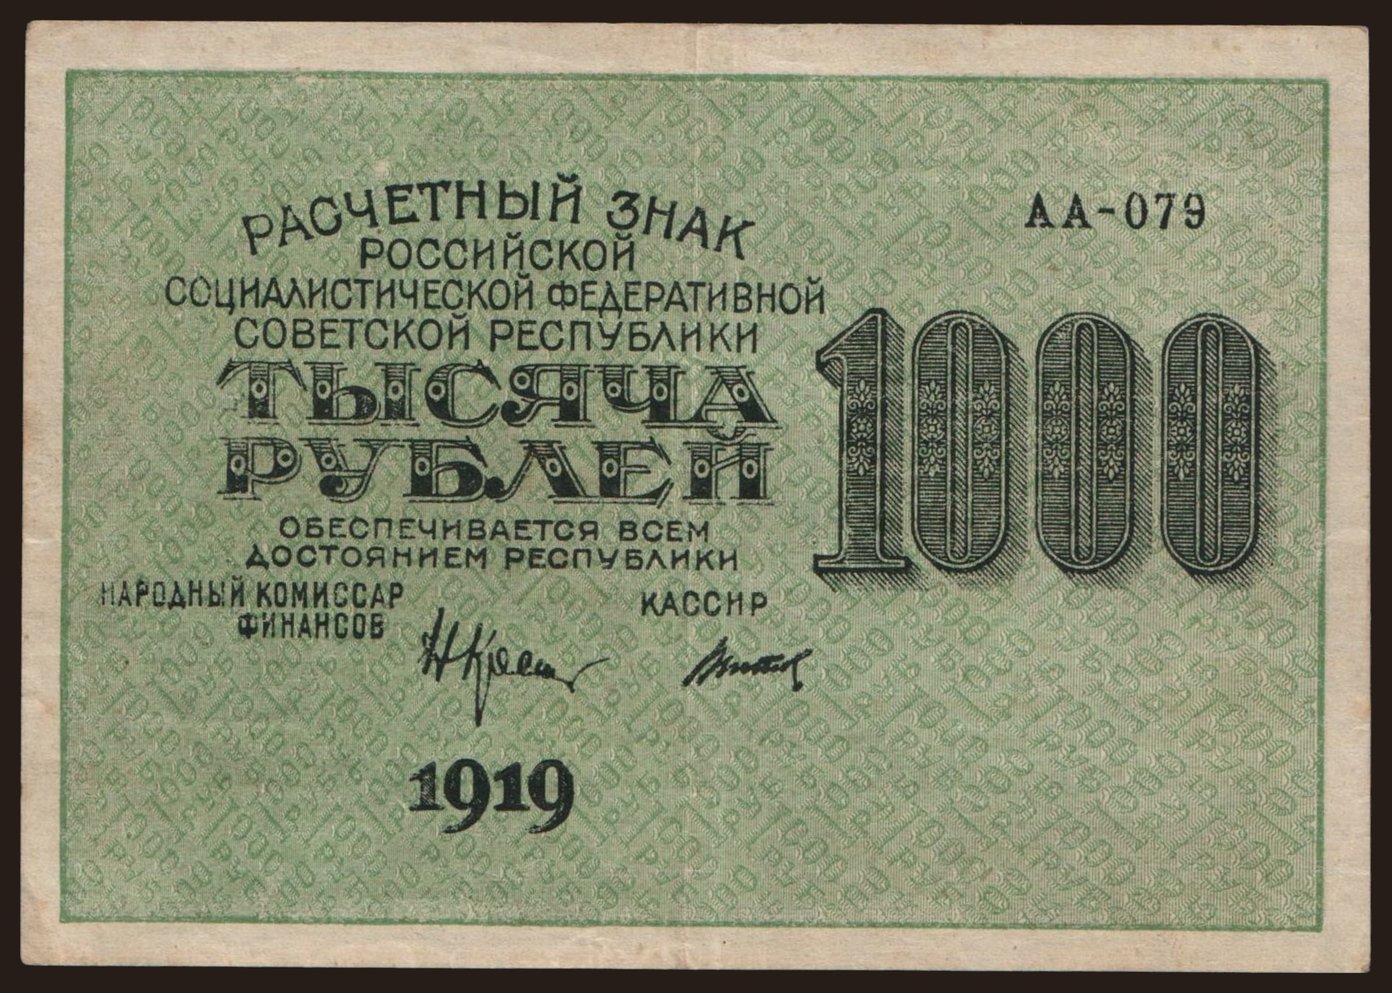 РАСЧЕТНЫЙ ЗНАК
РОССИЙСКОЙ
СОЦИАЛИСТИЧЕСКОЙ ФЕДЕРАТИВНОЙ
СОВЕТСКОЙ РЕСПУБЛИКИ
ТЫСЯЧА
РУБЛЕЙ
ОБЕСПЕЧИВАЕТСЯ ВСЕМ
ДОСТОЯНИЕМ РЕСПУБЛИКИ
НАРОДНЫЙ КОМИССАР
ФИНАНСОВ
КАССИР
1919
АА-079
1000